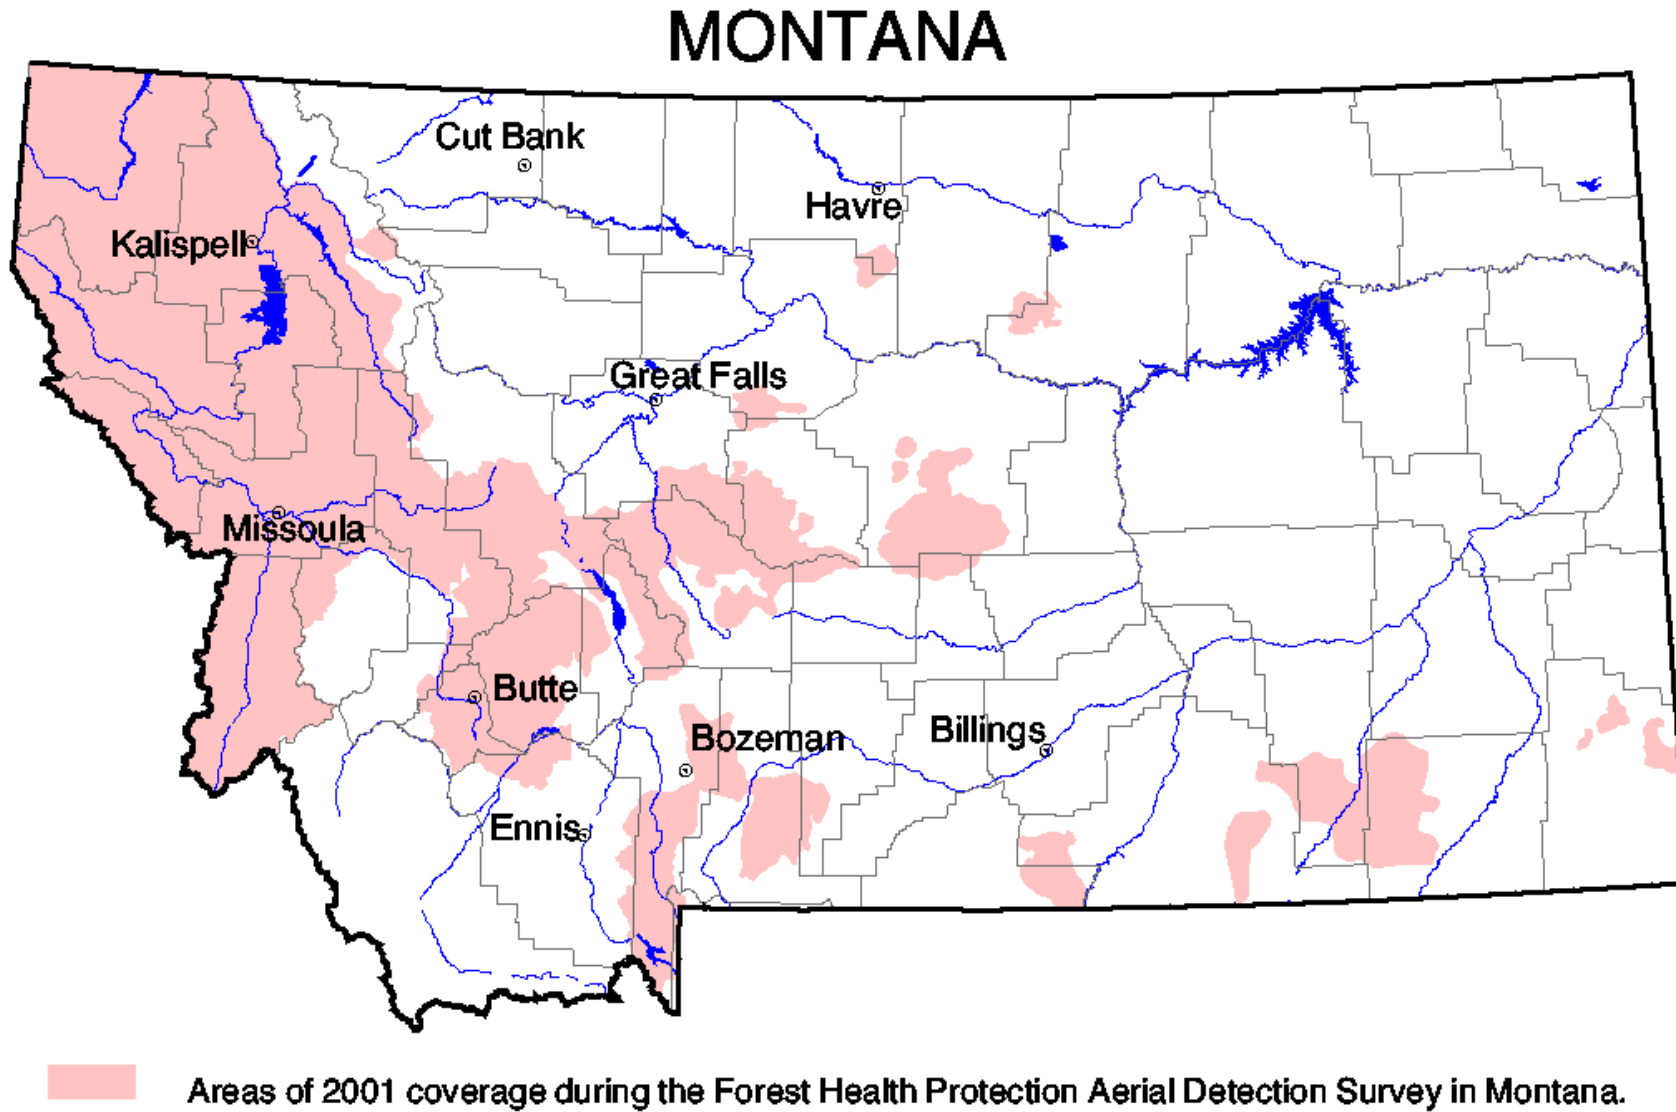 MONTANA
Cut Bank
Havre
Kalispell
Great Falls
Missoula
Butte
Bozeman
Billings
Ennis
Areas of 2001 coverage during the Forest Health Protection Aerial Detection Survey in Montana.